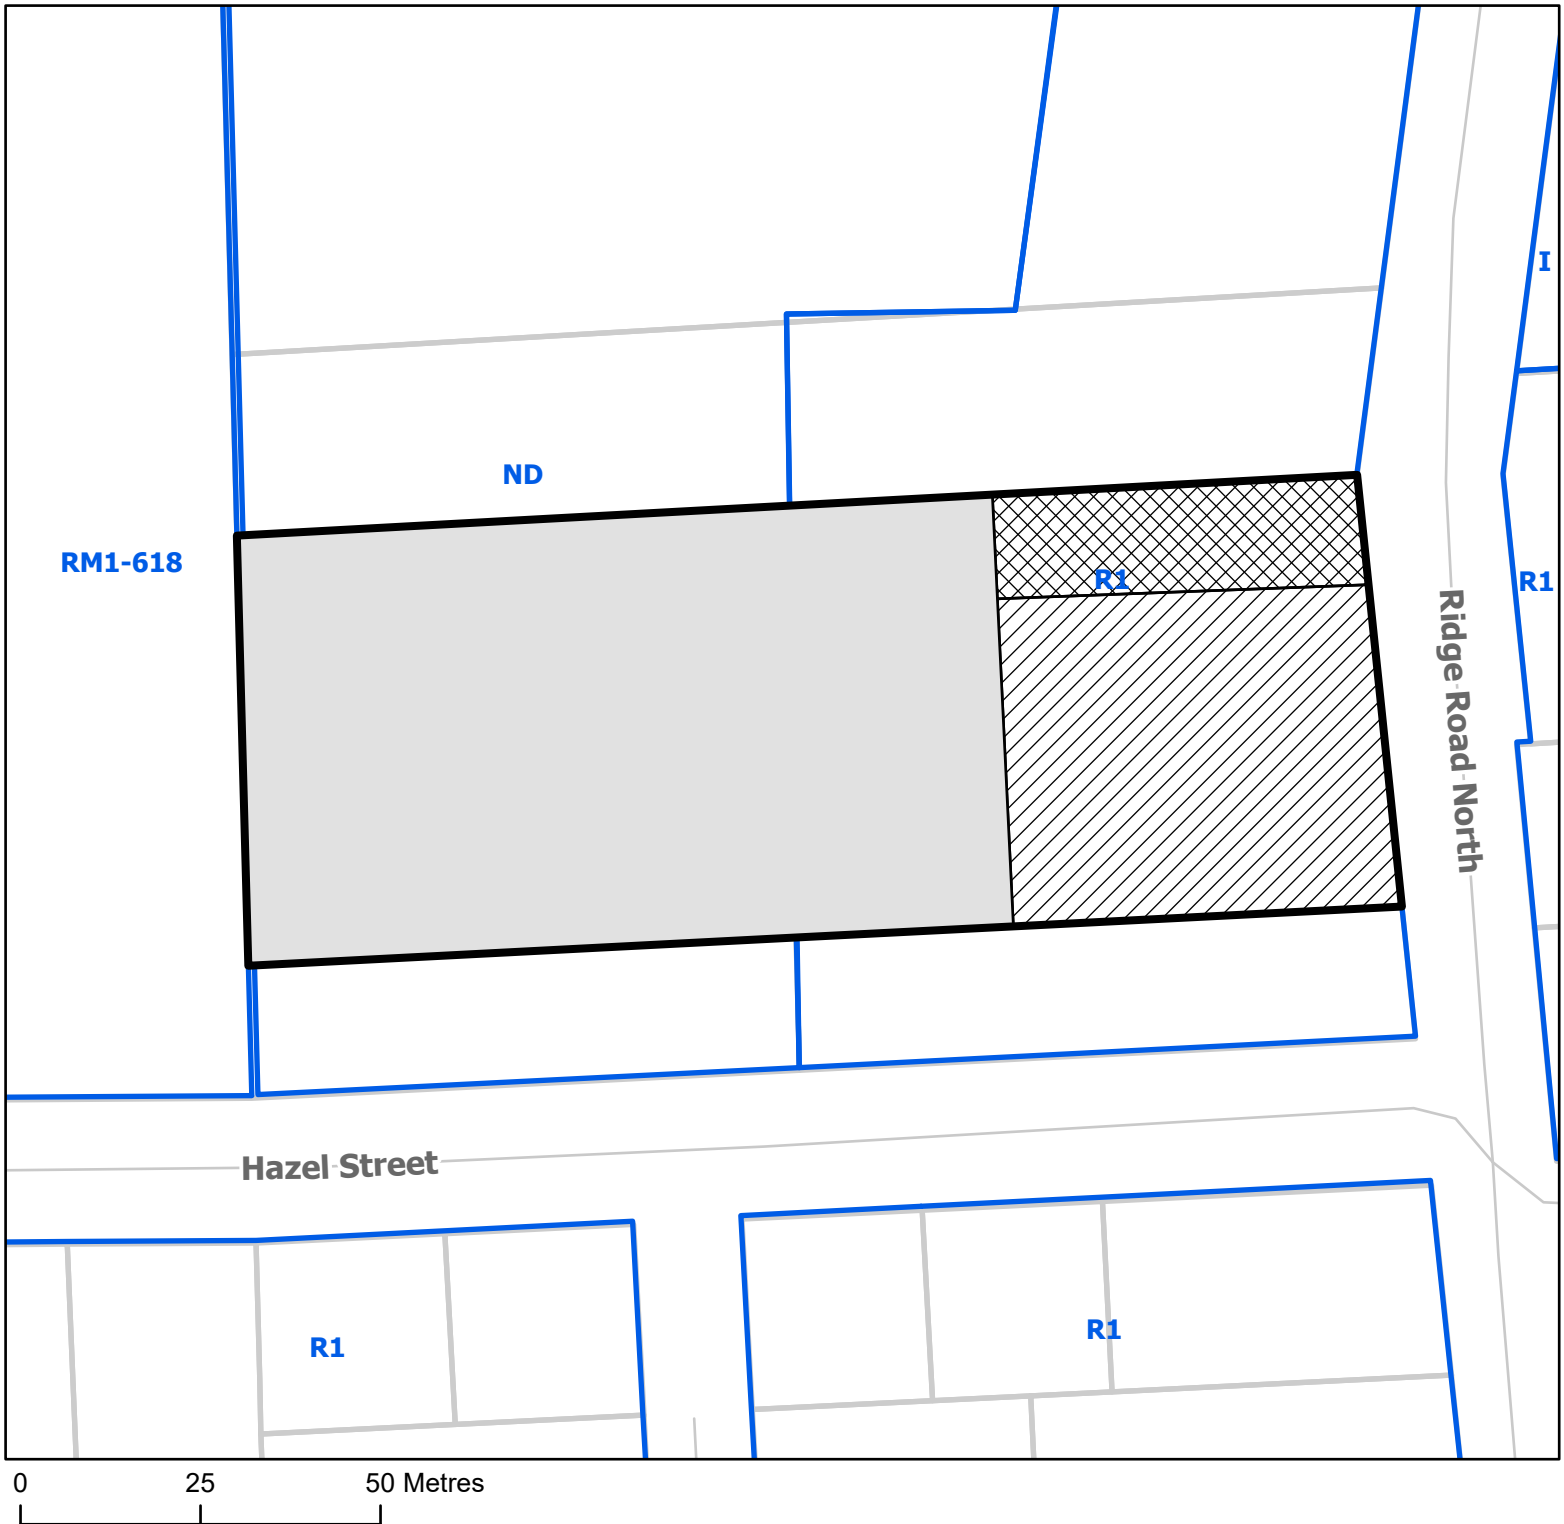 I
ND
RM1-618
R1
R1
Ridge Road North
Hazel Street
R1
R1
0 25 50 Metres